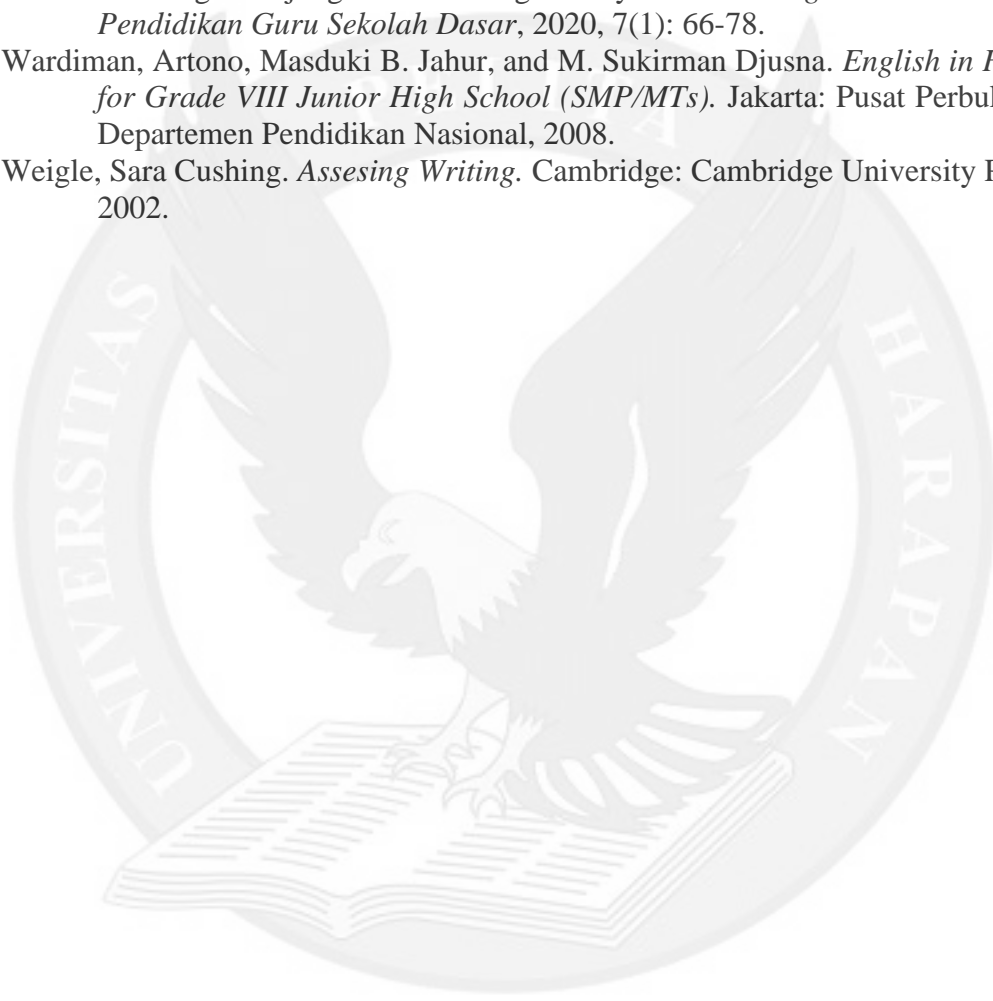 Pendidikan Guru Sekolah Dasar, 2020, 7(1): 66-78.
Wardiman, Artono, Masduki B. Jahur, and M. Sukirman Djusna. English in
for Grade VIII Junior High School (SMP/MTs). Jakarta: Pusat
Departemen Pendidikan Nasional, 2008.
Weigle, Sara Cushing. Assesing Writing. Cambridge: Cambridge University
2002.
UNIVERSITAS
PELITA
HARAPAN